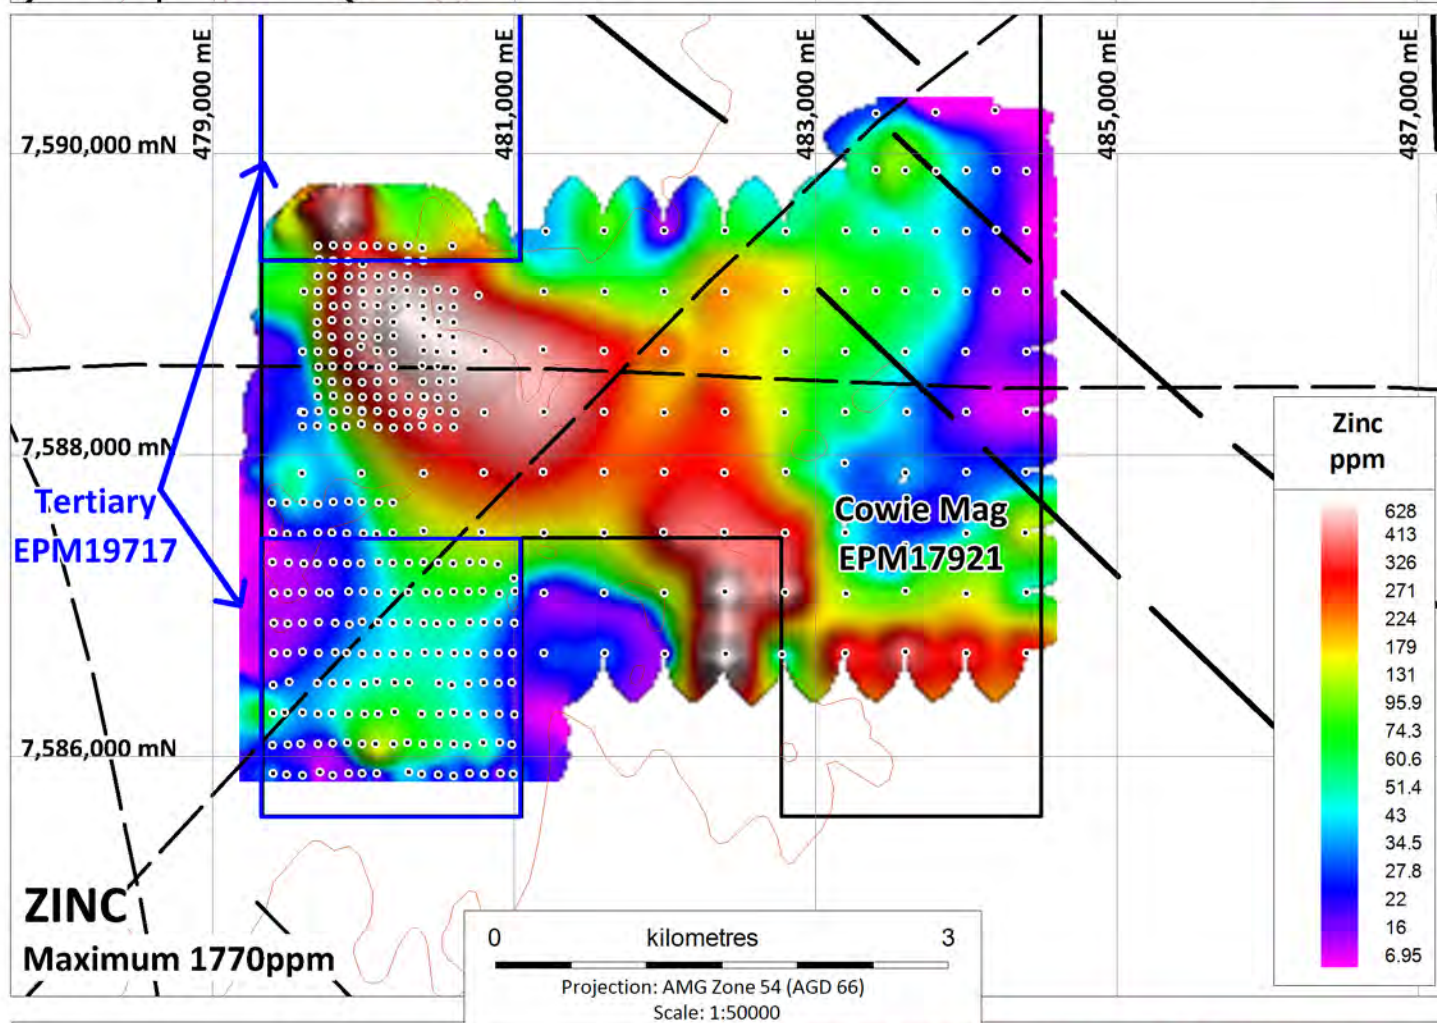 479,000 mE
481,000 mE
483,000 mE
485,000 mE
487,000 mE
7,590,000 mN
7,588,000 mN
Tertiary
EPM19717
Cowie Mag
EPM17921
7,586,000 mN
Zinc
ppm
628
413
326
271
224
179
131
95.9
74.3
60.6
51.4
43
34.5
27.8
22
16
6.95
ZINC
Maximum 1770ppm
0 kilometres 3
Projection: AMG Zone 54 (AGD 66)
Scale: 1:50000